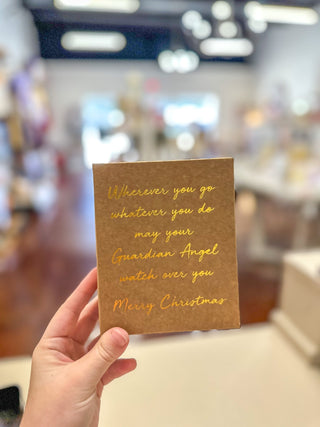 Wherever you go
whatever you do
may your
Guardian Angel
watch over you
Merry Christmas